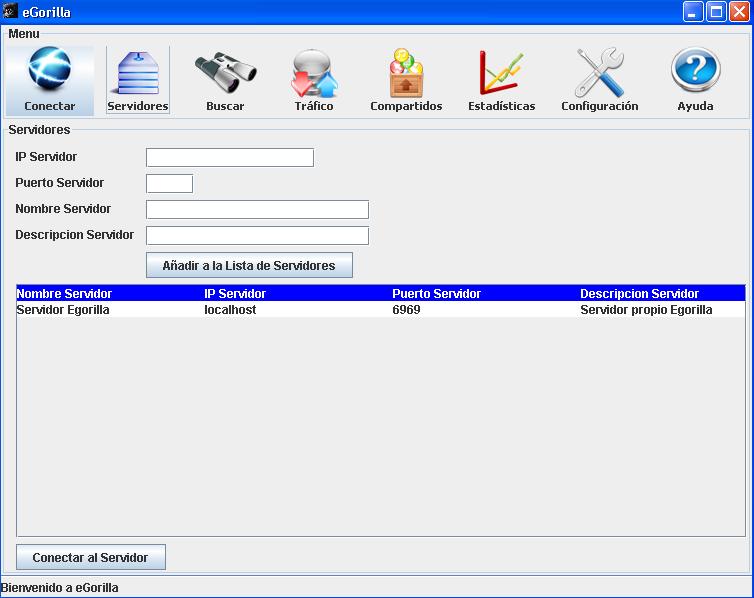 eGorilla
Menu
Conectar Servidores Buscar Tráfico Compartidos Estadísticas Configuración Ayuda
Servidores
IP Servidor
Puerto Servidor
Nombre Servidor
Descripcion Servidor
Añadir a la Lista de Servidores
Nombre Servidor IP Servidor Puerto Servidor Descripcion Servidor
Servidor Egorilla localhost 6969 Servidor propio Egorilla
Conectar al Servidor
Bienvenido a eGorilla